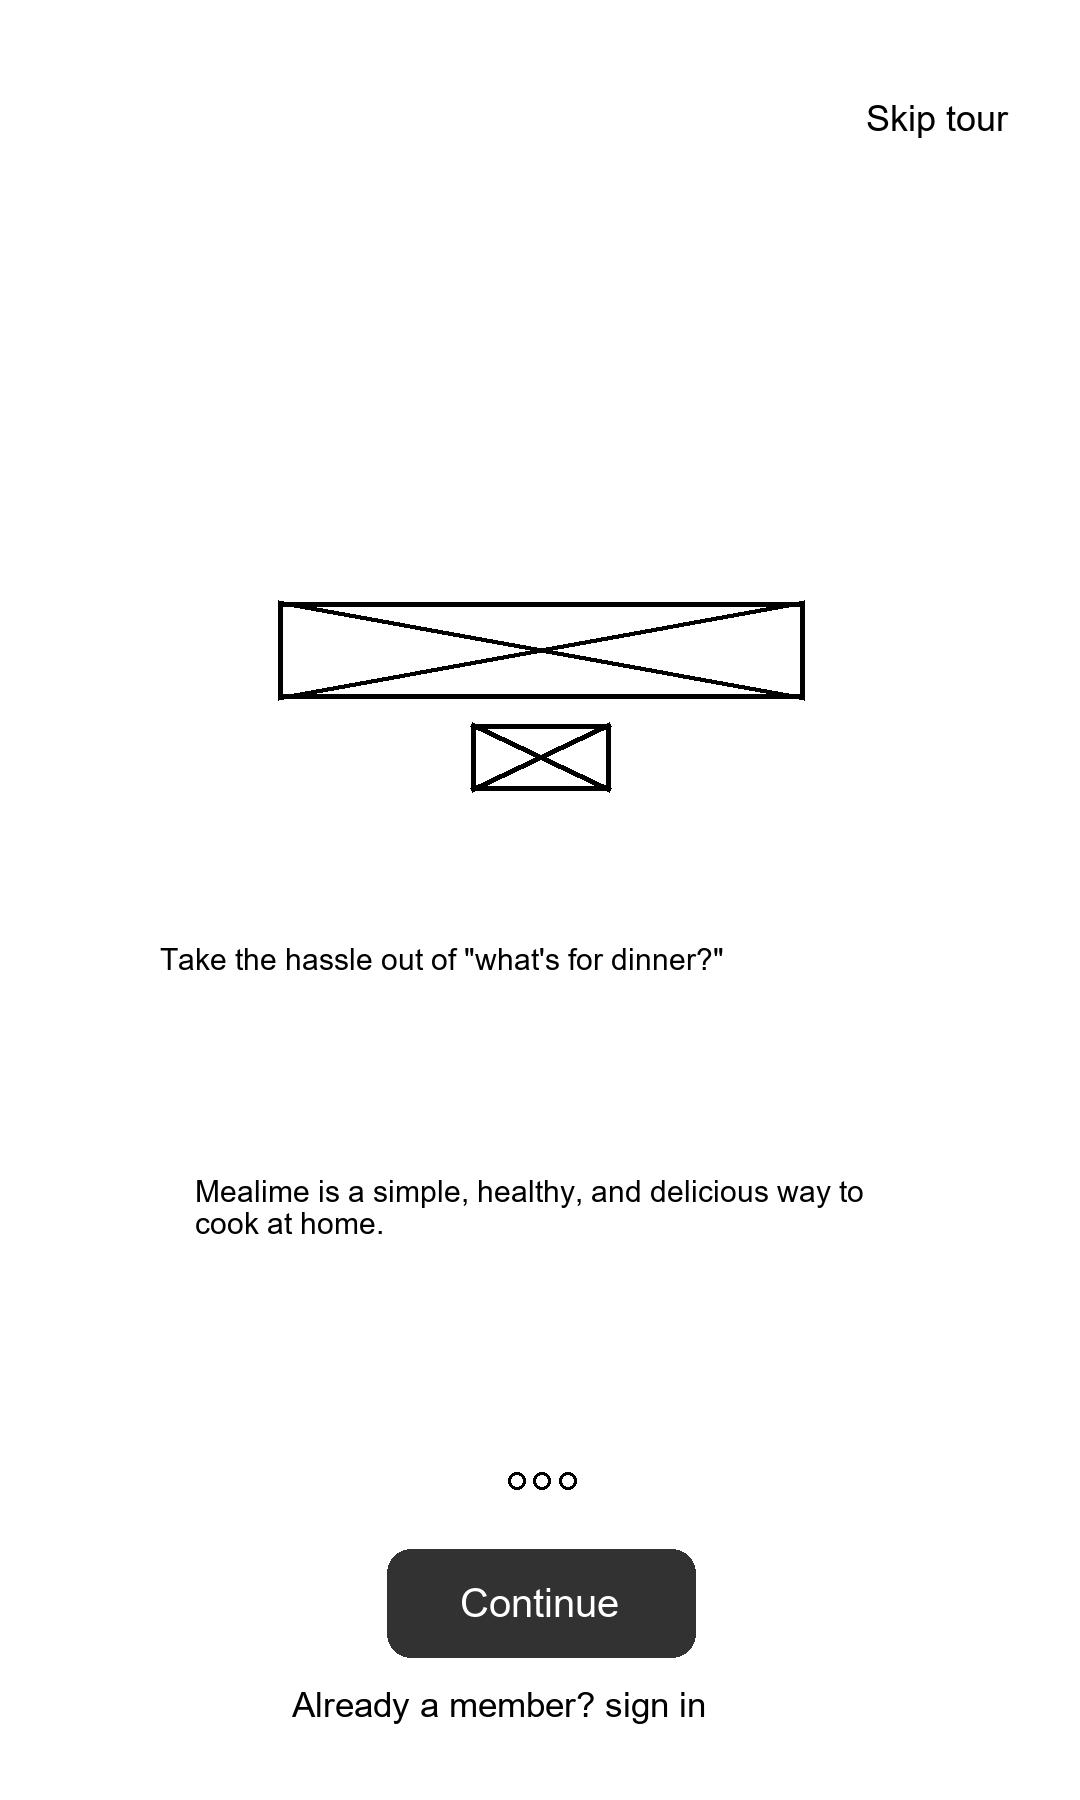 Skip tour
Take the hassle out of "what's for dinner?"
Mealime is a simple, healthy, and delicious way to
cook at home.
Continue
Already a member? sign in